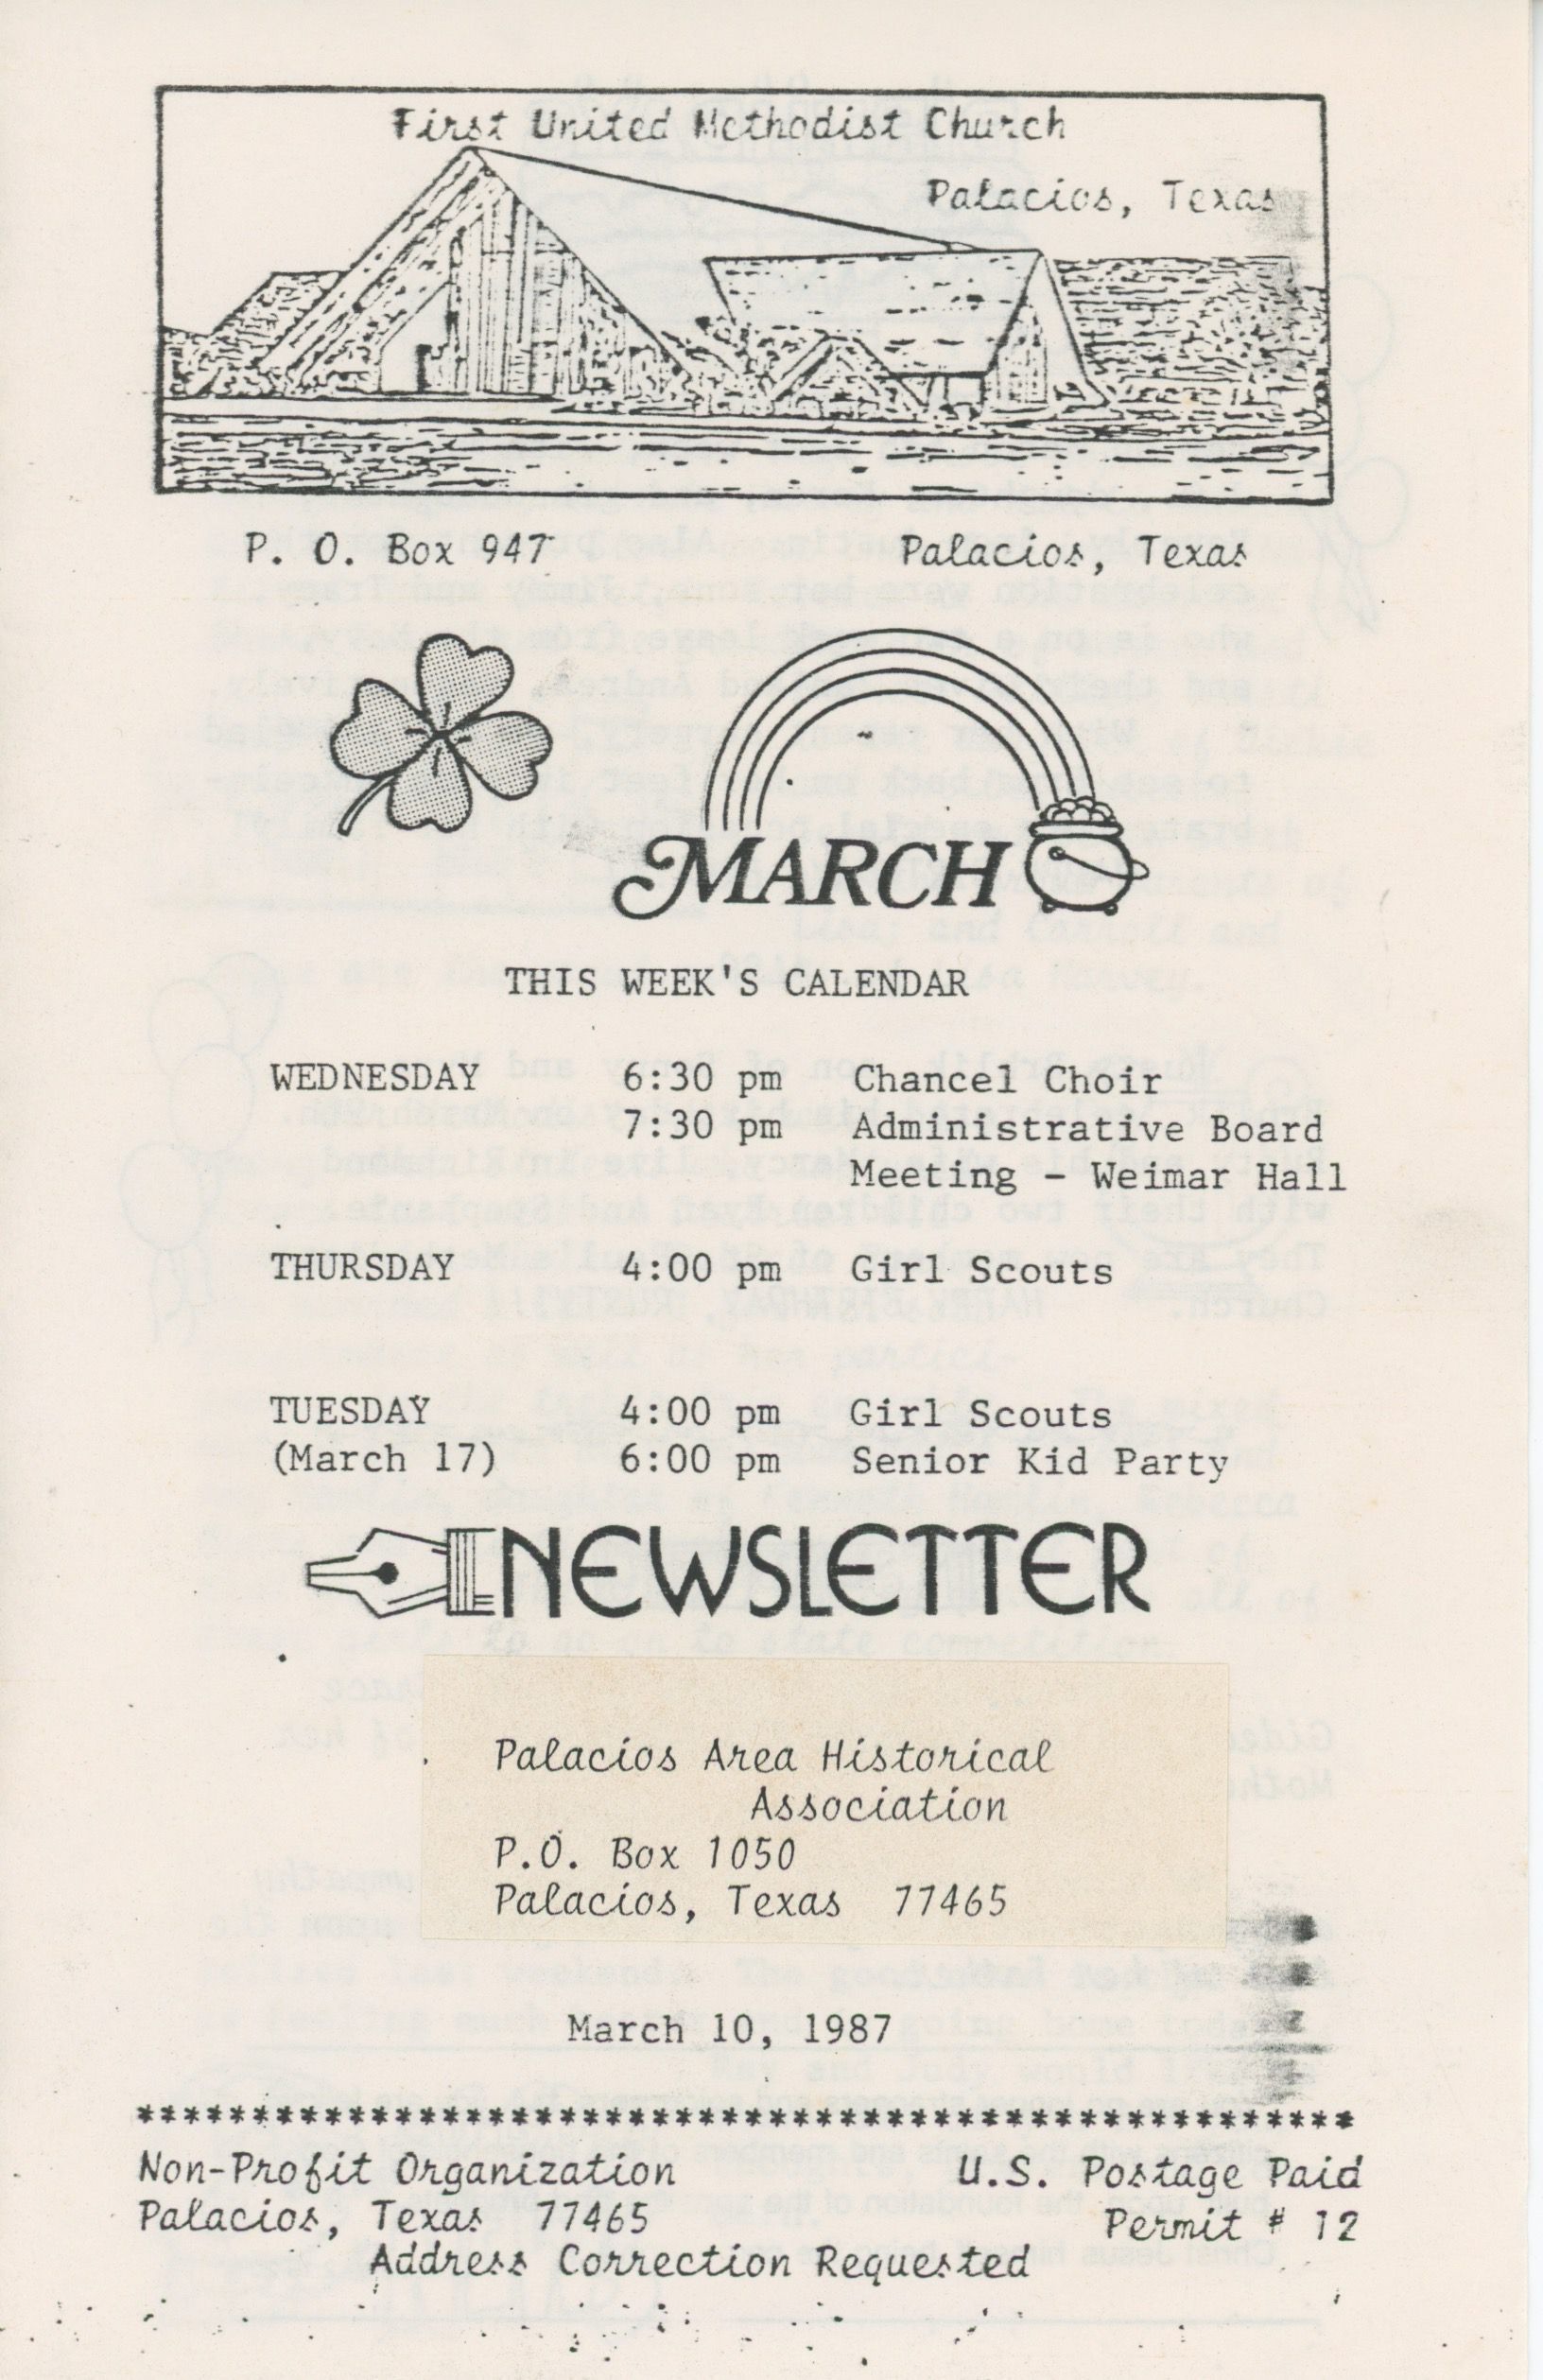 First United Methodist Church
Palacios, Texas
P. O. Box 947 Palacios, Texas
MARCH
THIS WEEK'S CALENDAR
WEDNESDAY 6:30 pm Chancel Choir
7:30 pm Administrative Board
Meeting - Weimar Hall
THURSDAY 4:00 pm Girl Scouts
TUESDAY 4:00 pm Girl Scouts
(March 17) 6:00 pm Senior Kid Party
NEWSLETTER
Palacios Area Historical
Association
P.O. Box 1050
Palacios, Texas 77465
March 10, 1987
****************************************************
Non-Profit Organization U.S. Postage Paid
Palacios, Texas 77465 Permit # 12
Address Correction Requested